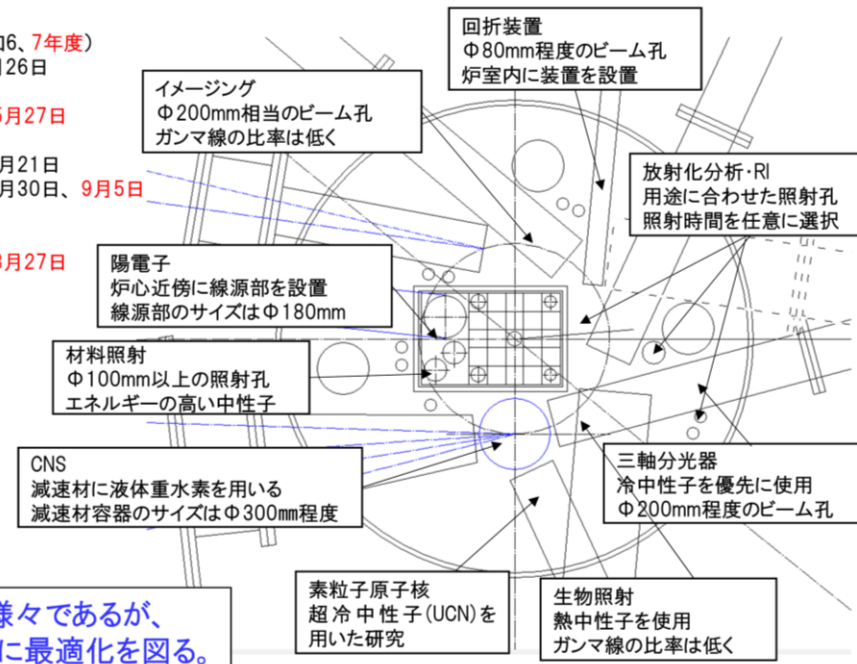 16、7年度）
月26日
5月27日
月21日
月30日、9月5日
8月27日
回折装置
Φ80mm程度のビーム孔
炉室内に装置を設置
イメージング
Φ200mm相当のビーム孔
ガンマ線の比率は低く
放射化分析・RI
用途に合わせた照射孔
照射時間を任意に選択
陽電子
炉心近傍に線源部を設置
線源部のサイズはΦ180mm
材料照射
Φ100mm以上の照射孔
エネルギーの高い中性子
CNS
減速材に液体重水素を用いる
減速材容器のサイズはΦ300mm程度
三軸分光器
冷中性子を優先に使用
Φ200mm程度のビーム孔
素粒子原子核
超冷中性子(UCN)を
用いた研究
生物照射
熱中性子を使用
ガンマ線の比率は低く
様々であるが、
に最適化を図る。